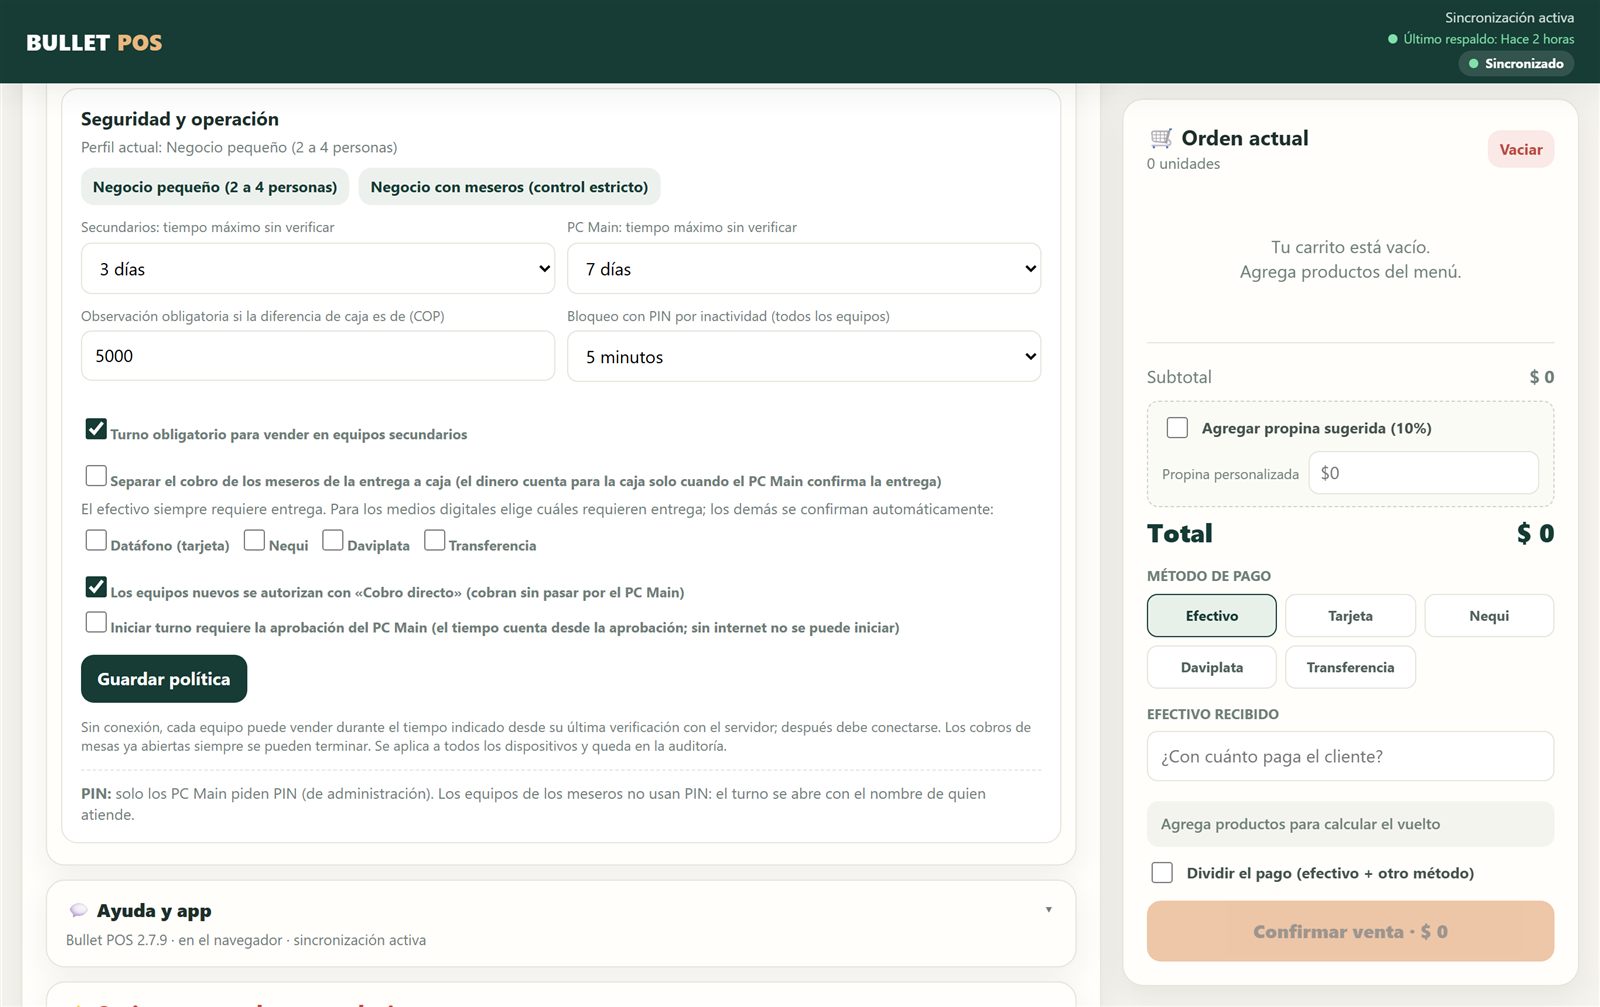 BULLET POS
Sincronización activa
Último respaldo: Hace 2 horas
Sincronizado
Seguridad y operación
Perfil actual: Negocio pequeño (2 a 4 personas)
Negocio pequeño (2 a 4 personas)
Negocio con meseros (control estricto)
Secundarios: tiempo máximo sin verificar
PC Main: tiempo máximo sin verificar
3 días
7 días
Observación obligatoria si la diferencia de caja es de (COP)
Bloqueo con PIN por inactividad (todos los equipos)
5000
5 minutos
Turno obligatorio para vender en equipos secundarios
Separar el cobro de los meseros de la entrega a caja (el dinero cuenta para la caja solo cuando el PC Main confirma la entrega)
El efectivo siempre requiere entrega. Para los medios digitales elige cuáles requieren entrega; los demás se confirman automáticamente:
Datáfono (tarjeta)
Nequi
Daviplata
Transferencia
Los equipos nuevos se autorizan con «Cobro directo» (cobran sin pasar por el PC Main)
Iniciar turno requiere la aprobación del PC Main (el tiempo cuenta desde la aprobación; sin internet no se puede iniciar)
Guardar política
Sin conexión, cada equipo puede vender durante el tiempo indicado desde su última verificación con el servidor; después debe conectarse. Los cobros de
mesas ya abiertas siempre se pueden terminar. Se aplica a todos los dispositivos y queda en la auditoría.
PIN: solo los PC Main piden PIN (de administración). Los equipos de los meseros no usan PIN: el turno se abre con el nombre de quien
atiende.
Ayuda y app
Bullet POS 2.7.9 · en el navegador · sincronización activa
Orden actual
0 unidades
Vaciar
Tu carrito está vacío.
Agrega productos del menú.
Subtotal
$ 0
Agregar propina sugerida (10%)
Propina personalizada
$0
Total
$ 0
MÉTODO DE PAGO
Efectivo
Tarjeta
Nequi
Daviplata
Transferencia
EFECTIVO RECIBIDO
¿Con cuánto paga el cliente?
Agrega productos para calcular el vuelto
Dividir el pago (efectivo + otro método)
Confirmar venta · $ 0